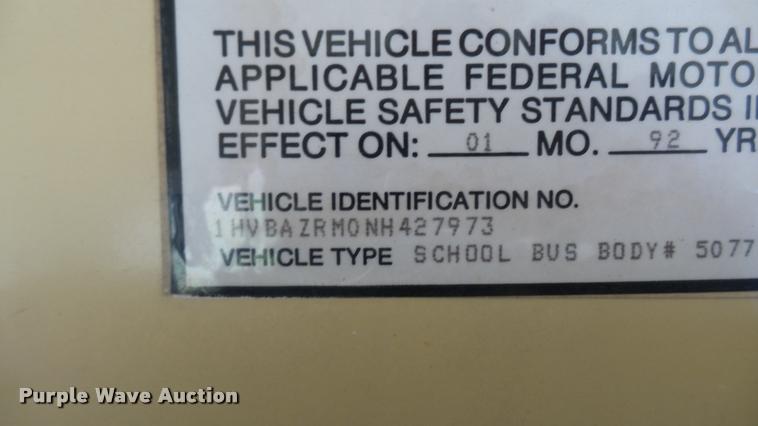 THIS VEHICLE CONFORMS TO AL
APPLICABLE FEDERAL MOTO
VEHICLE SAFETY STANDARDS I
EFFECT ON: 01 MO. 92 YR
VEHICLE IDENTIFICATION NO.
1HVBAZRM0NH427973
VEHICLE TYPE SCHOOL BUS BODY# 5077
Purple Wave Auction